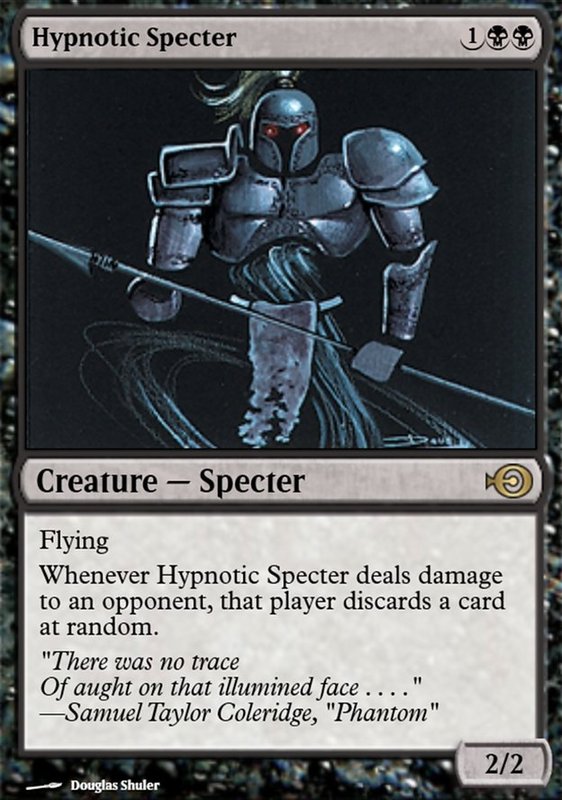 Hypnotic Specter 1
Creature — Specter
Flying
Whenever Hypnotic Specter deals damage
to an opponent, that player discards a card
at random.
"There was no trace
Of aught on that illumined face . . . ."
—Samuel Taylor Coleridge, "Phantom"
2/2
Douglas Shuler